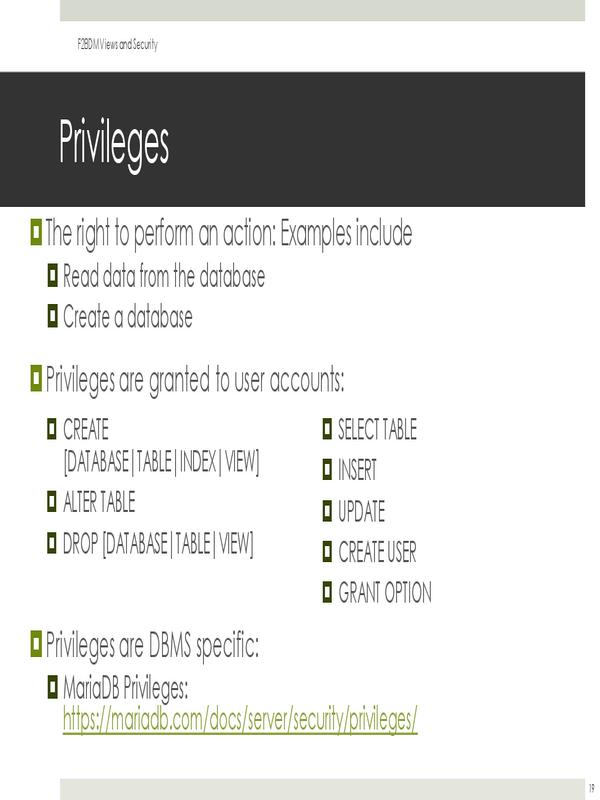 F2BDM Views and Security
Privileges
The right to perform an action: Examples include
Read data from the database
Create a database
Privileges are granted to user accounts:
CREATE
[DATABASE|TABLE|INDEX|VIEW]
ALTER TABLE
DROP [DATABASE|TABLE|VIEW]
SELECT TABLE
INSERT
UPDATE
CREATE USER
GRANT OPTION
Privileges are DBMS specific:
MariaDB Privileges:
https://mariadb.com/docs/server/security/privileges/
19